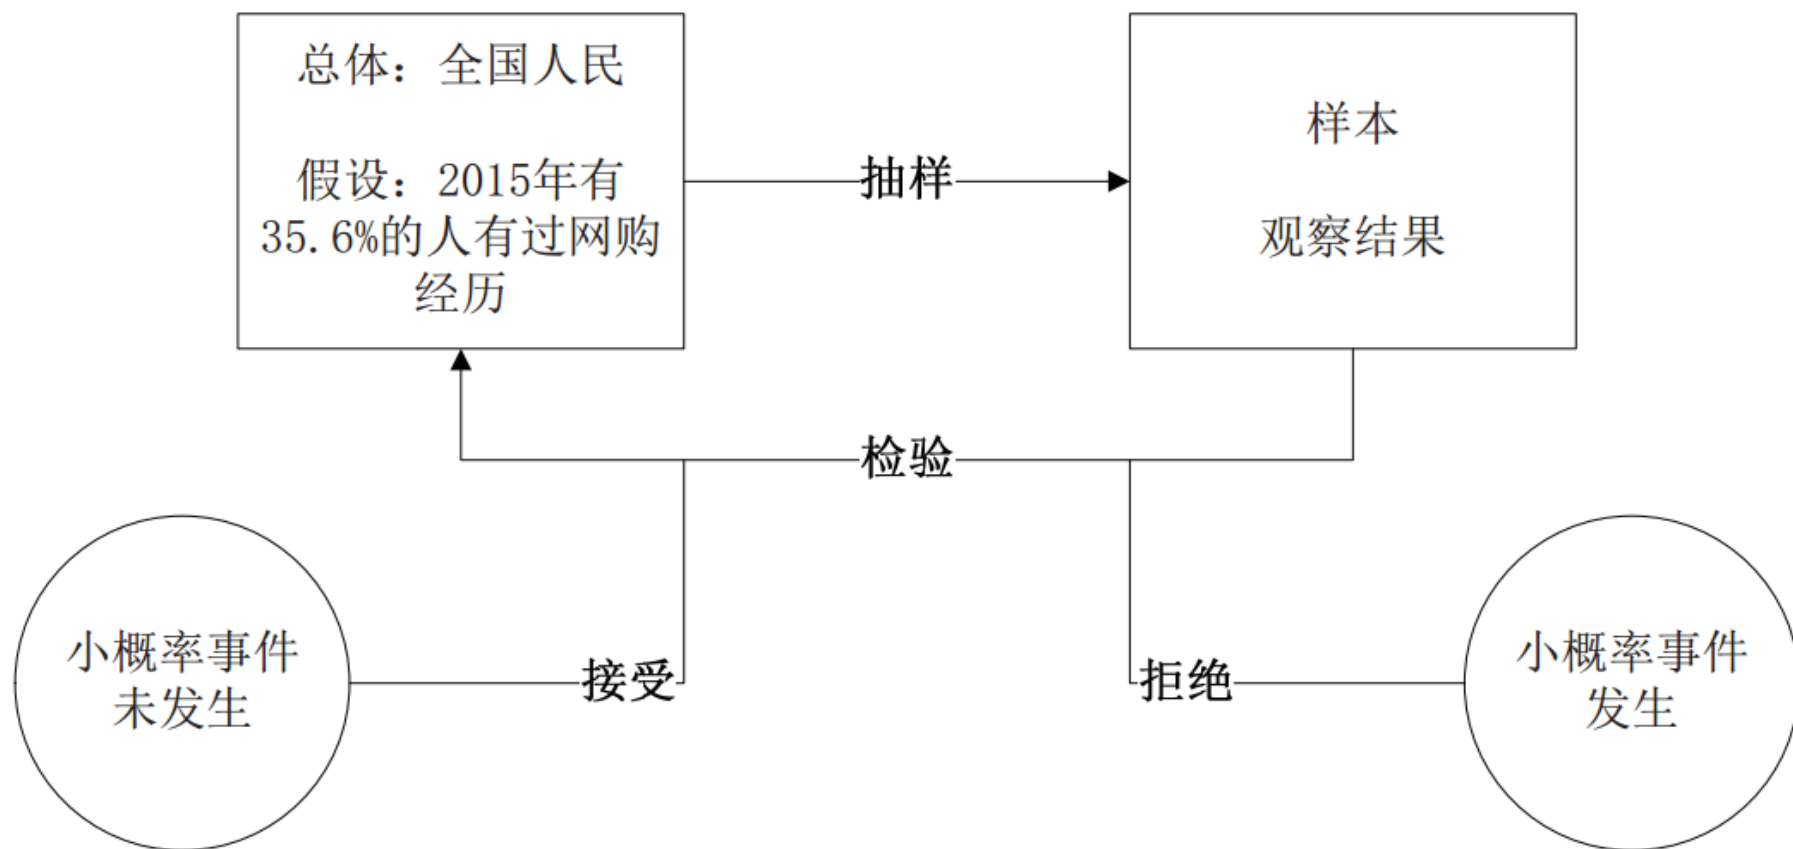 总体：全国人民
假设：2015年有
35.6%的人有过网购
经历
抽样
样本
观察结果
检验
小概率事件
未发生
接受
拒绝
小概率事件
发生